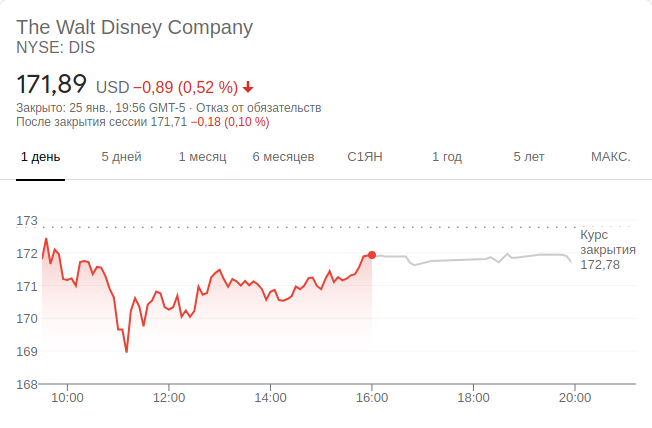 The Walt Disney Company
NYSE: DIS
171,89 USD −0,89 (0,52 %)
Закрыто: 25 янв., 19:56 GMT-5 · Отказ от обязательств
После закрытия сессии 171,71 −0,18 (0,10 %)
1 день 5 дней 1 месяц 6 месяцев С1ЯН 1 год 5 лет МАКС.
173
Курс
закрытия
172,78
172
171
170
169
168
10:00 12:00 14:00 16:00 18:00 20:00